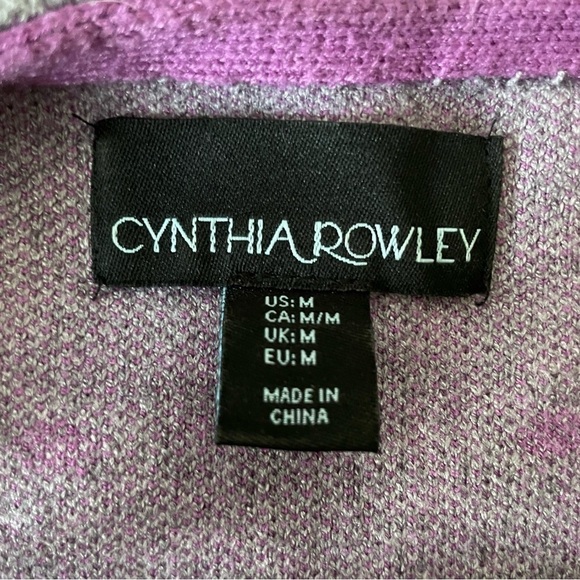 CYNTHIA ROWLEY
US: M
CA: M/M
UK: M
EU: M
MADE IN
CHINA